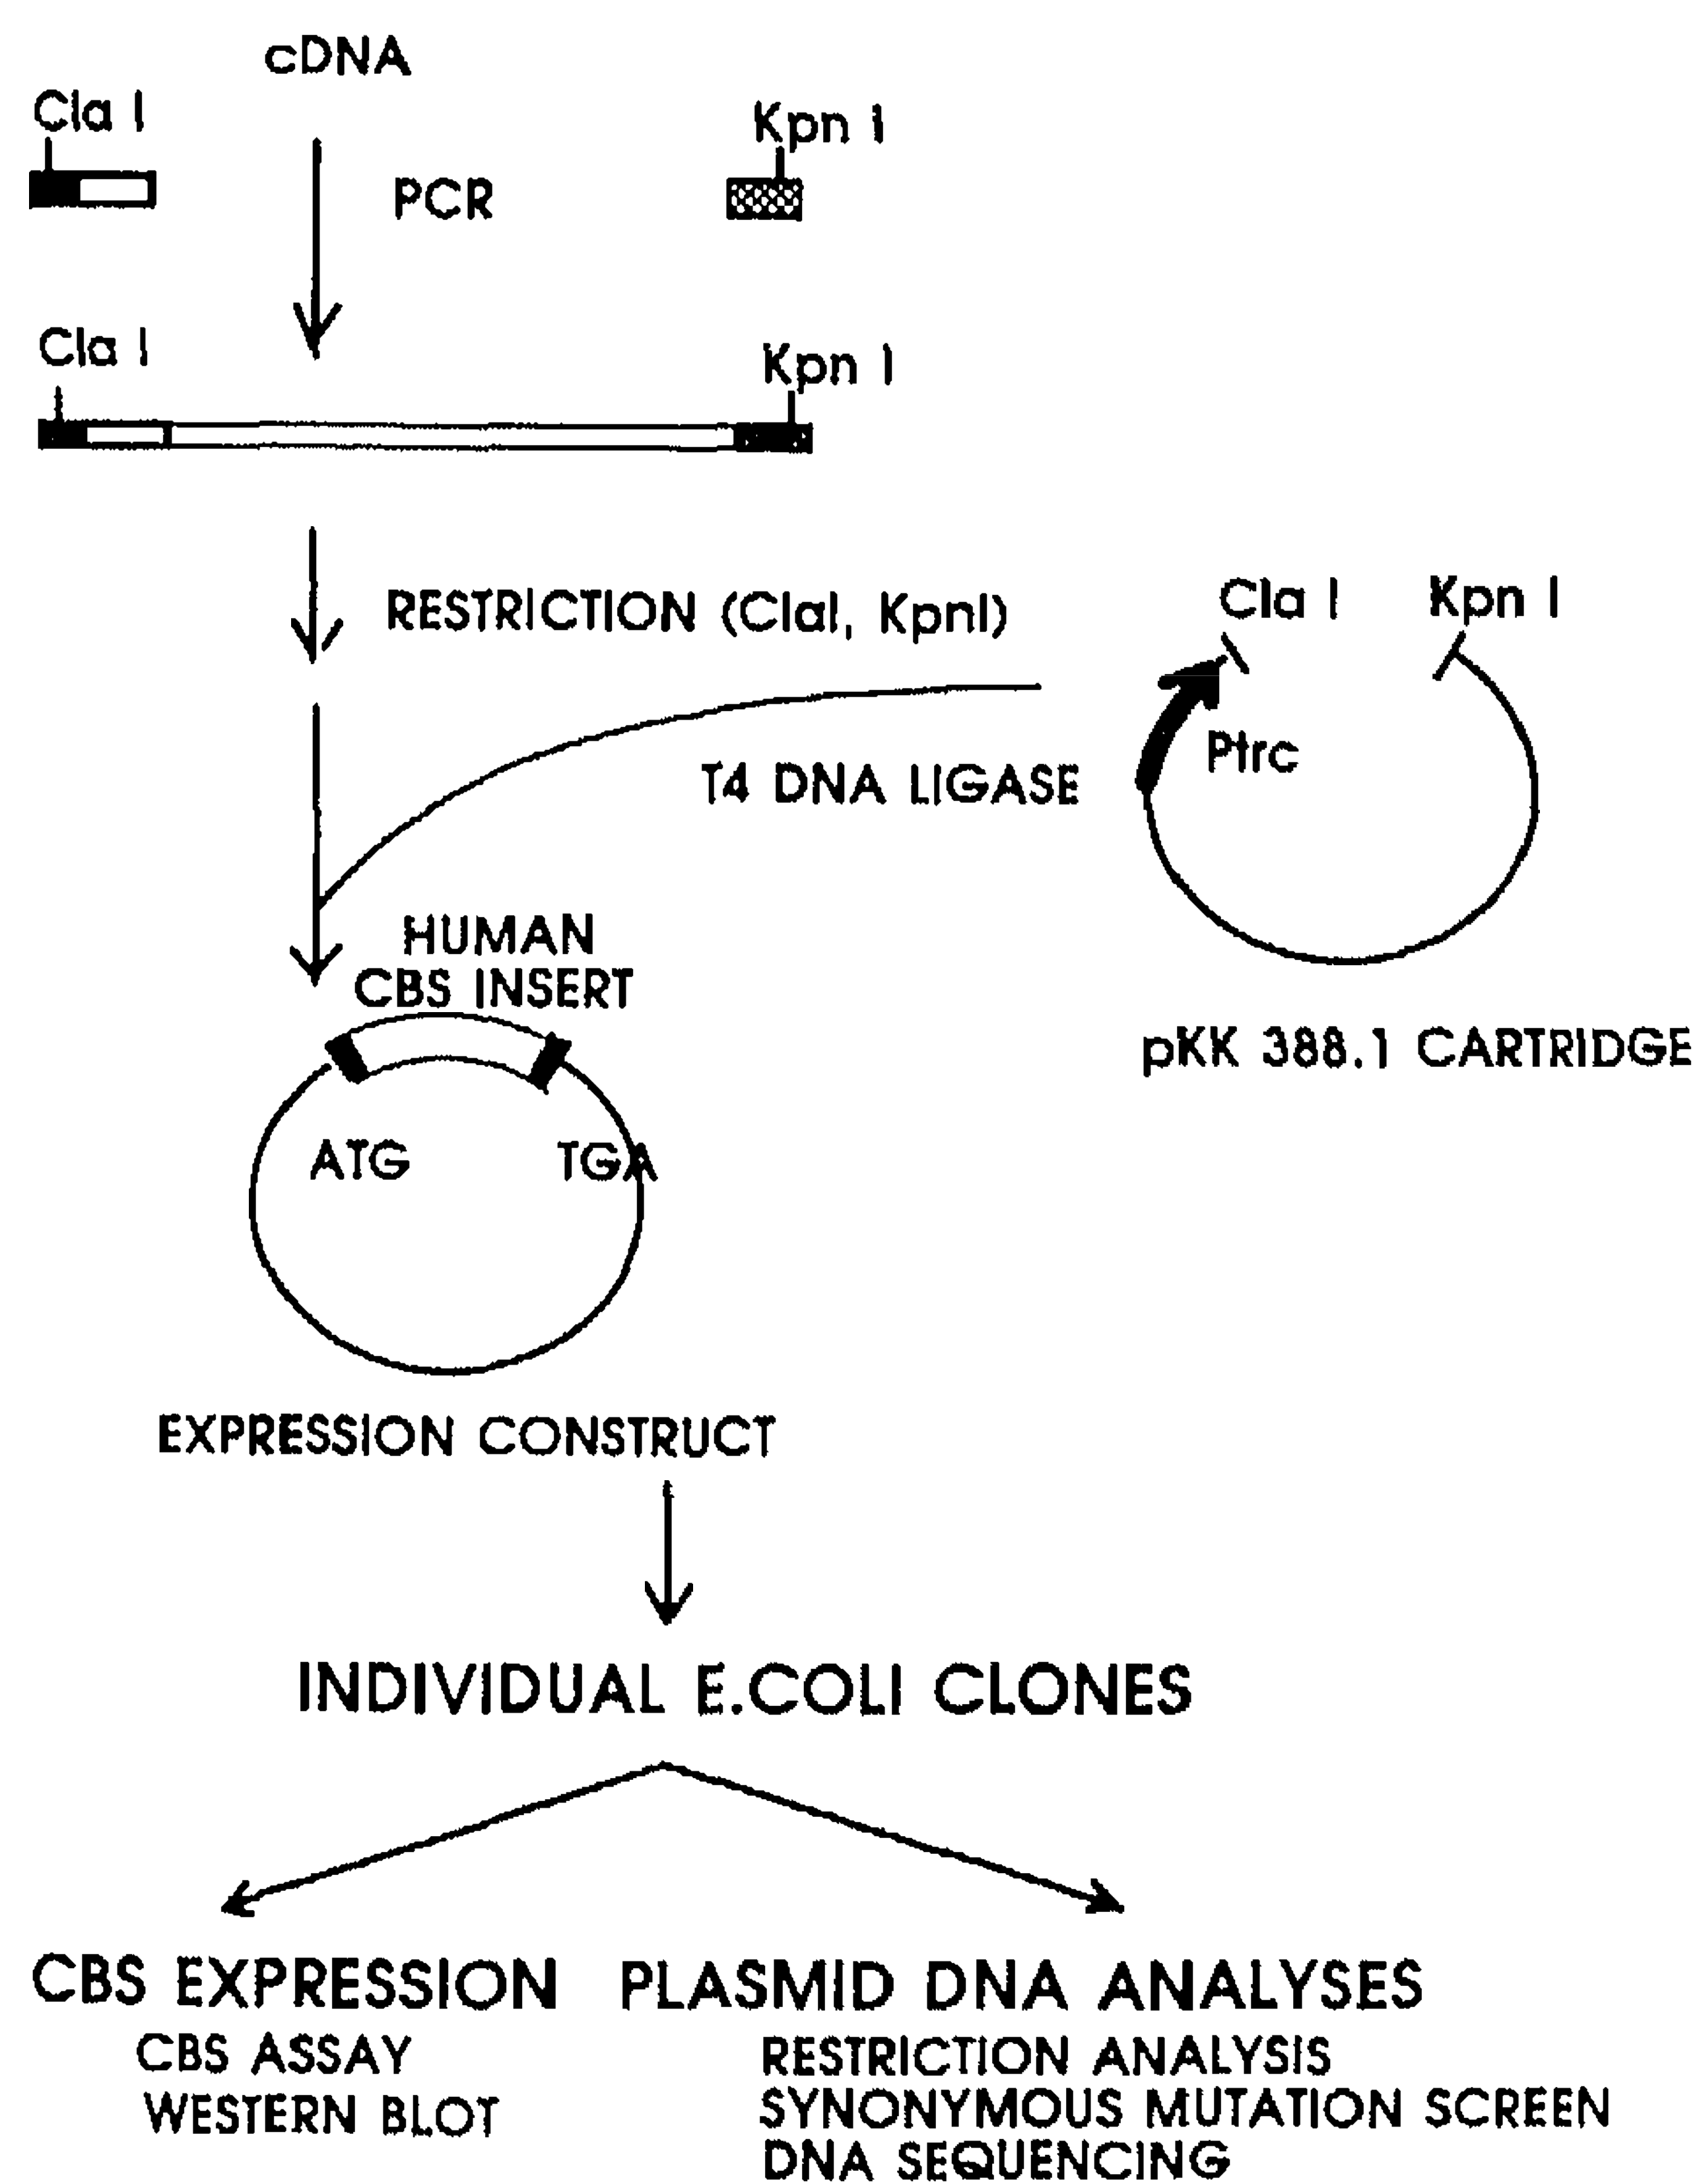 cDNA
Cla I
Kpn I
PCR
Cla I
Kpn I
RESTRICTION (ClaI, KpnI)
Cla I
Kpn I
Ptrc
T4 DNA LIGASE
HUMAN
CBS INSERT
pKK 388.1 CARTRIDGE
ATG
TGA
EXPRESSION CONSTRUCT
INDIVIDUAL E.COLI CLONES
CBS EXPRESSION
CBS ASSAY
WESTERN BLOT
PLASMID DNA ANALYSES
RESTRICTION ANALYSIS
SYNONYMOUS MUTATION SCREEN
DNA SEQUENCING